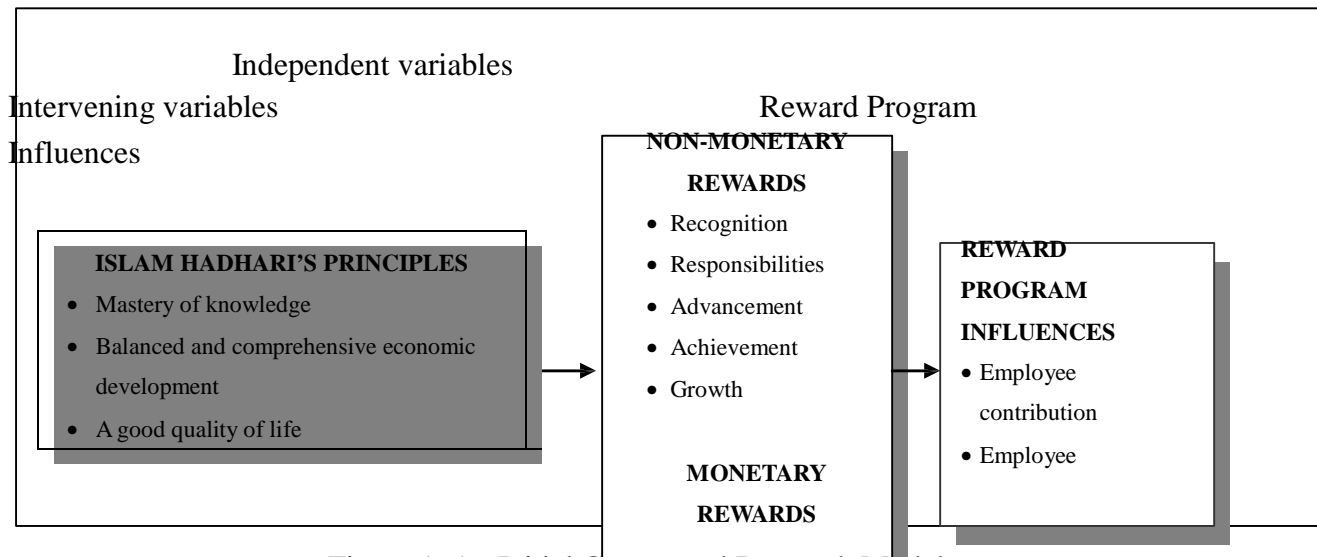 Independent variables
Intervening variables Reward Program
Influences
ISLAM HADHARI'S PRINCIPLES
• Mastery of knowledge
• Balanced and comprehensive economic
development
• A good quality of life
NON-MONETARY
REWARDS
• Recognition
• Responsibilities
• Advancement
• Achievement
• Growth
MONETARY
REWARDS
REWARD
PROGRAM
INFLUENCES
• Employee
contribution
• Employee